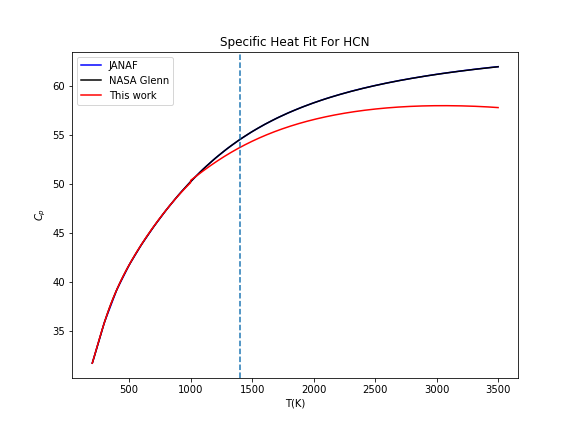 Specific Heat Fit For HCN
JANAF
NASA Glenn
This work
60
55
50
45
40
35
C_p
500 1000 1500 2000 2500 3000 3500
T(K)